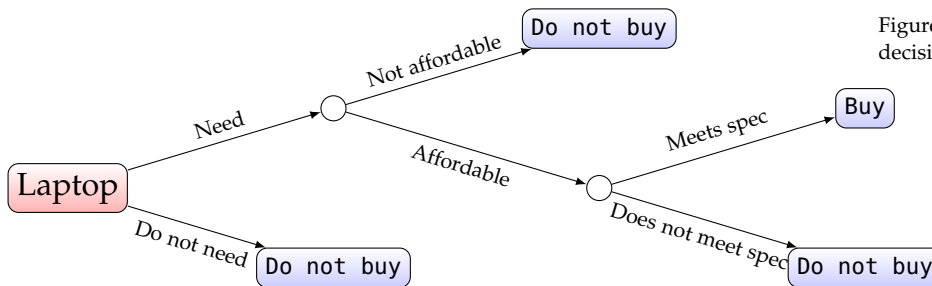 Do not buy
Figure
decisi
Not affordable
Need
Buy
Meets spec
Affordable
Laptop
Does not meet spec
Do not need
Do not buy
Do not buy